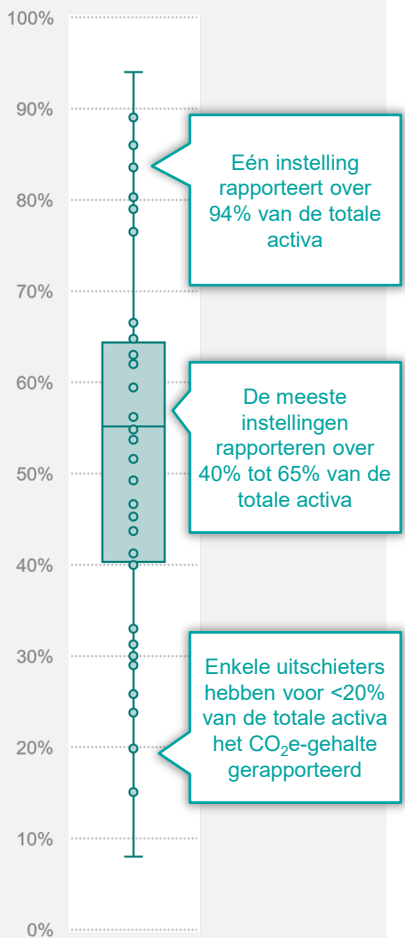 100%
90%
Eén instelling
rapporteert over
94% van de totale
activa
80%
70%
60%
De meeste
instellingen
rapporteren over
40% tot 65% van de
totale activa
50%
40%
30%
Enkele uitschieters
hebben voor <20%
van de totale activa
het CO₂e-gehalte
gerapporteerd
20%
10%
0%